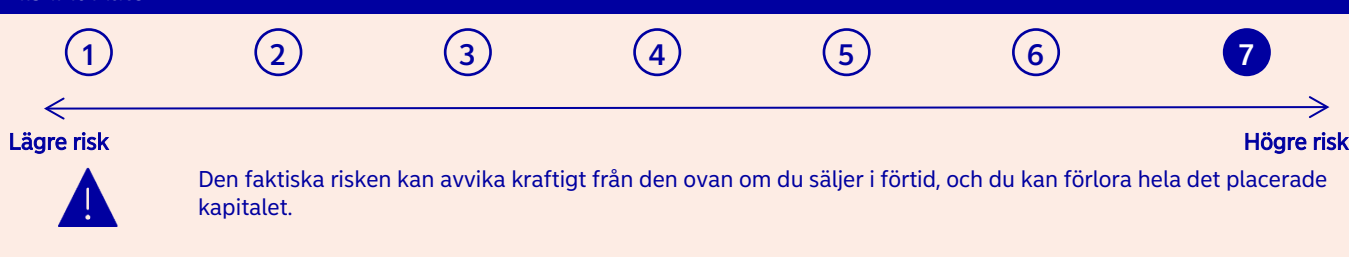 1 2 3 4 5 6 7
Lägre risk Högre risk
Den faktiska risken kan avvika kraftigt från den ovan om du säljer i förtid, och du kan förlora hela det placerade
kapitalet.